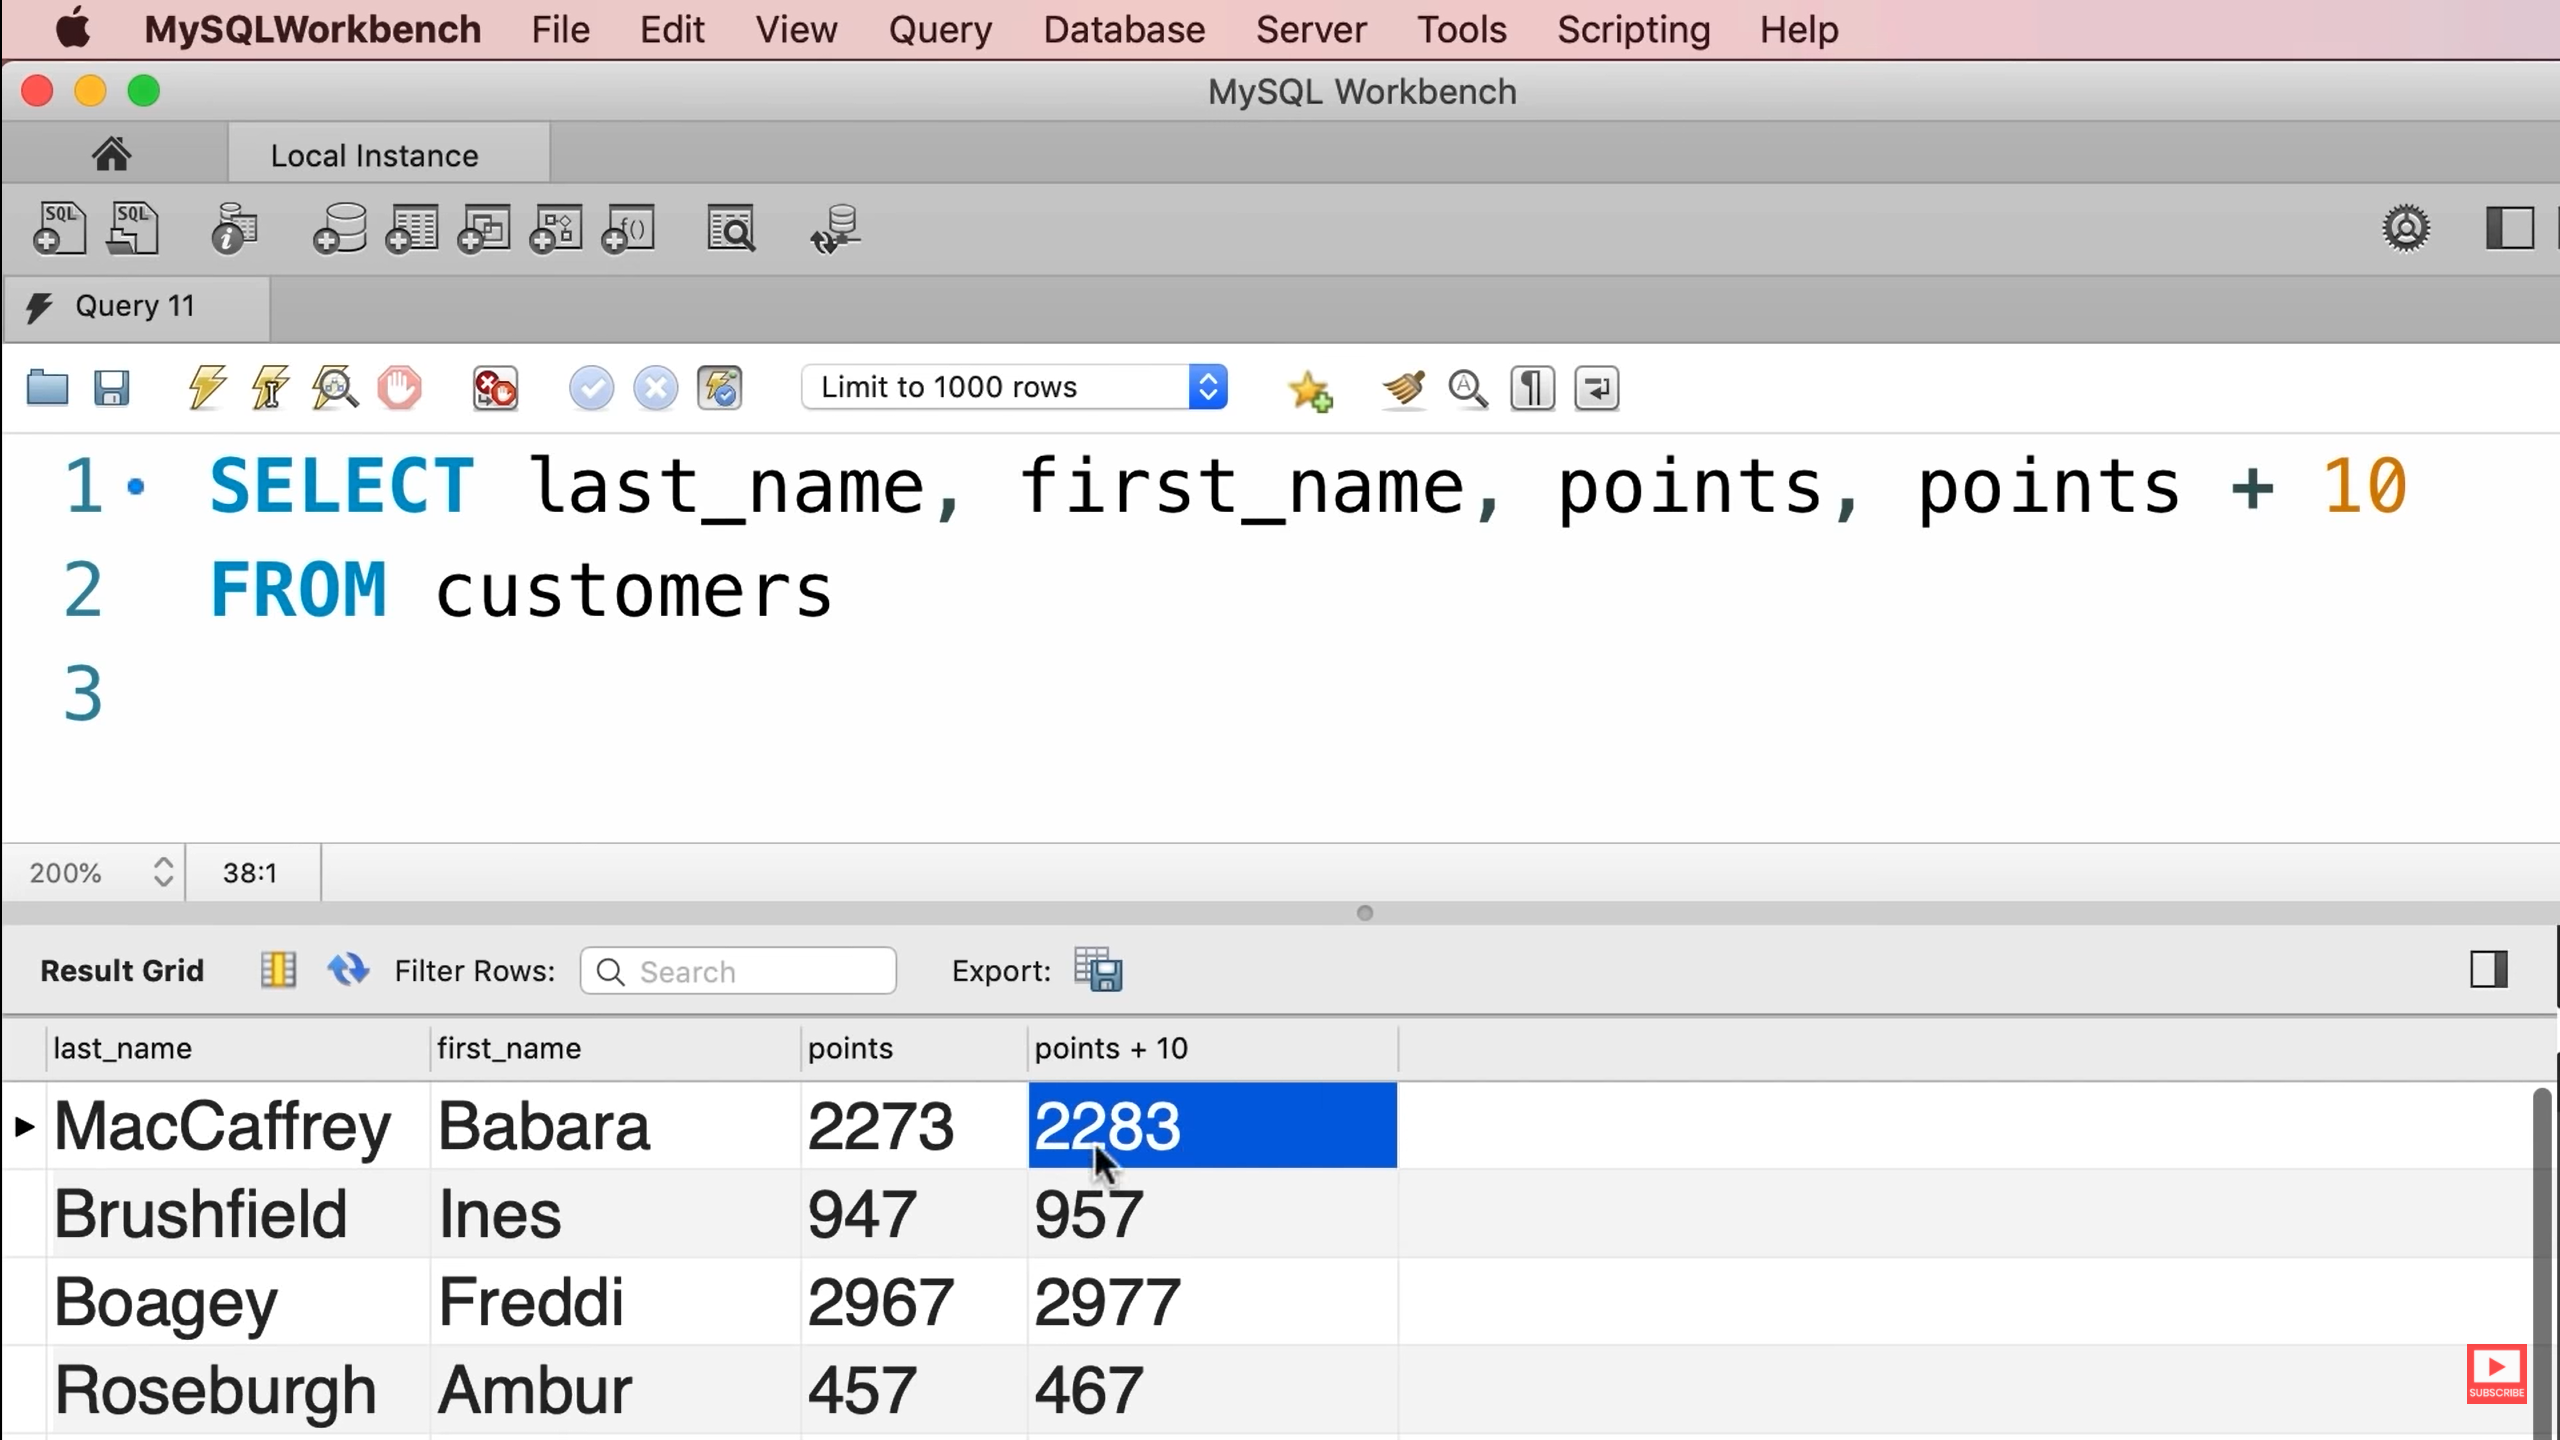 MySQLWorkbench File Edit View Query Database Server Tools Scripting Help
MySQL Workbench
Local Instance
SQL SQL
Query 11
Limit to 1000 rows
1 SELECT last_name, first_name, points, points + 10
2 FROM customers
3
200% 38:1
Result Grid Filter Rows: Search Export:
last_name first_name points points + 10
MacCaffrey Babara 2273 2283
Brushfield Ines 947 957
Boagey Freddi 2967 2977
Roseburgh Ambur 457 467
SUBSCRIBE